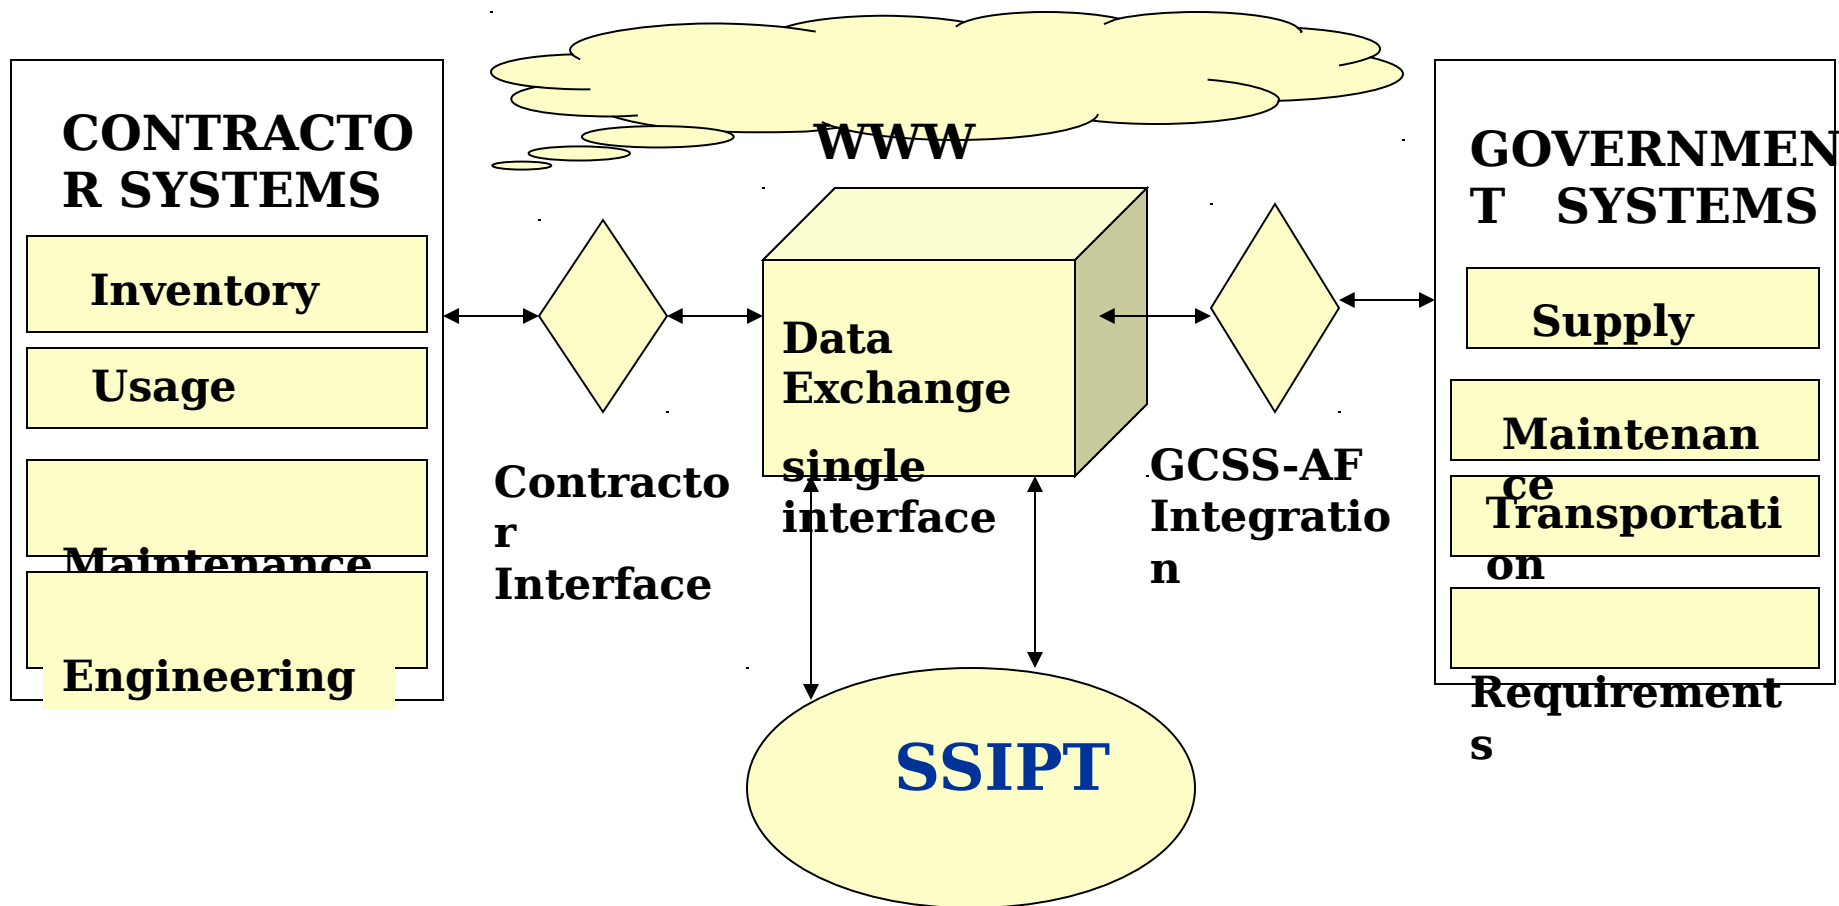 WWW
CONTRACTO
R SYSTEMS
Inventory
Usage
Maintenance
Engineering
Contracto
r
Interface
Data
Exchange
single
interface
GCSS-AF
Integratio
n
GOVERNMEN
T SYSTEMS
Supply
Maintenan
ce
Transportati
on
Requirement
s
SSIPT